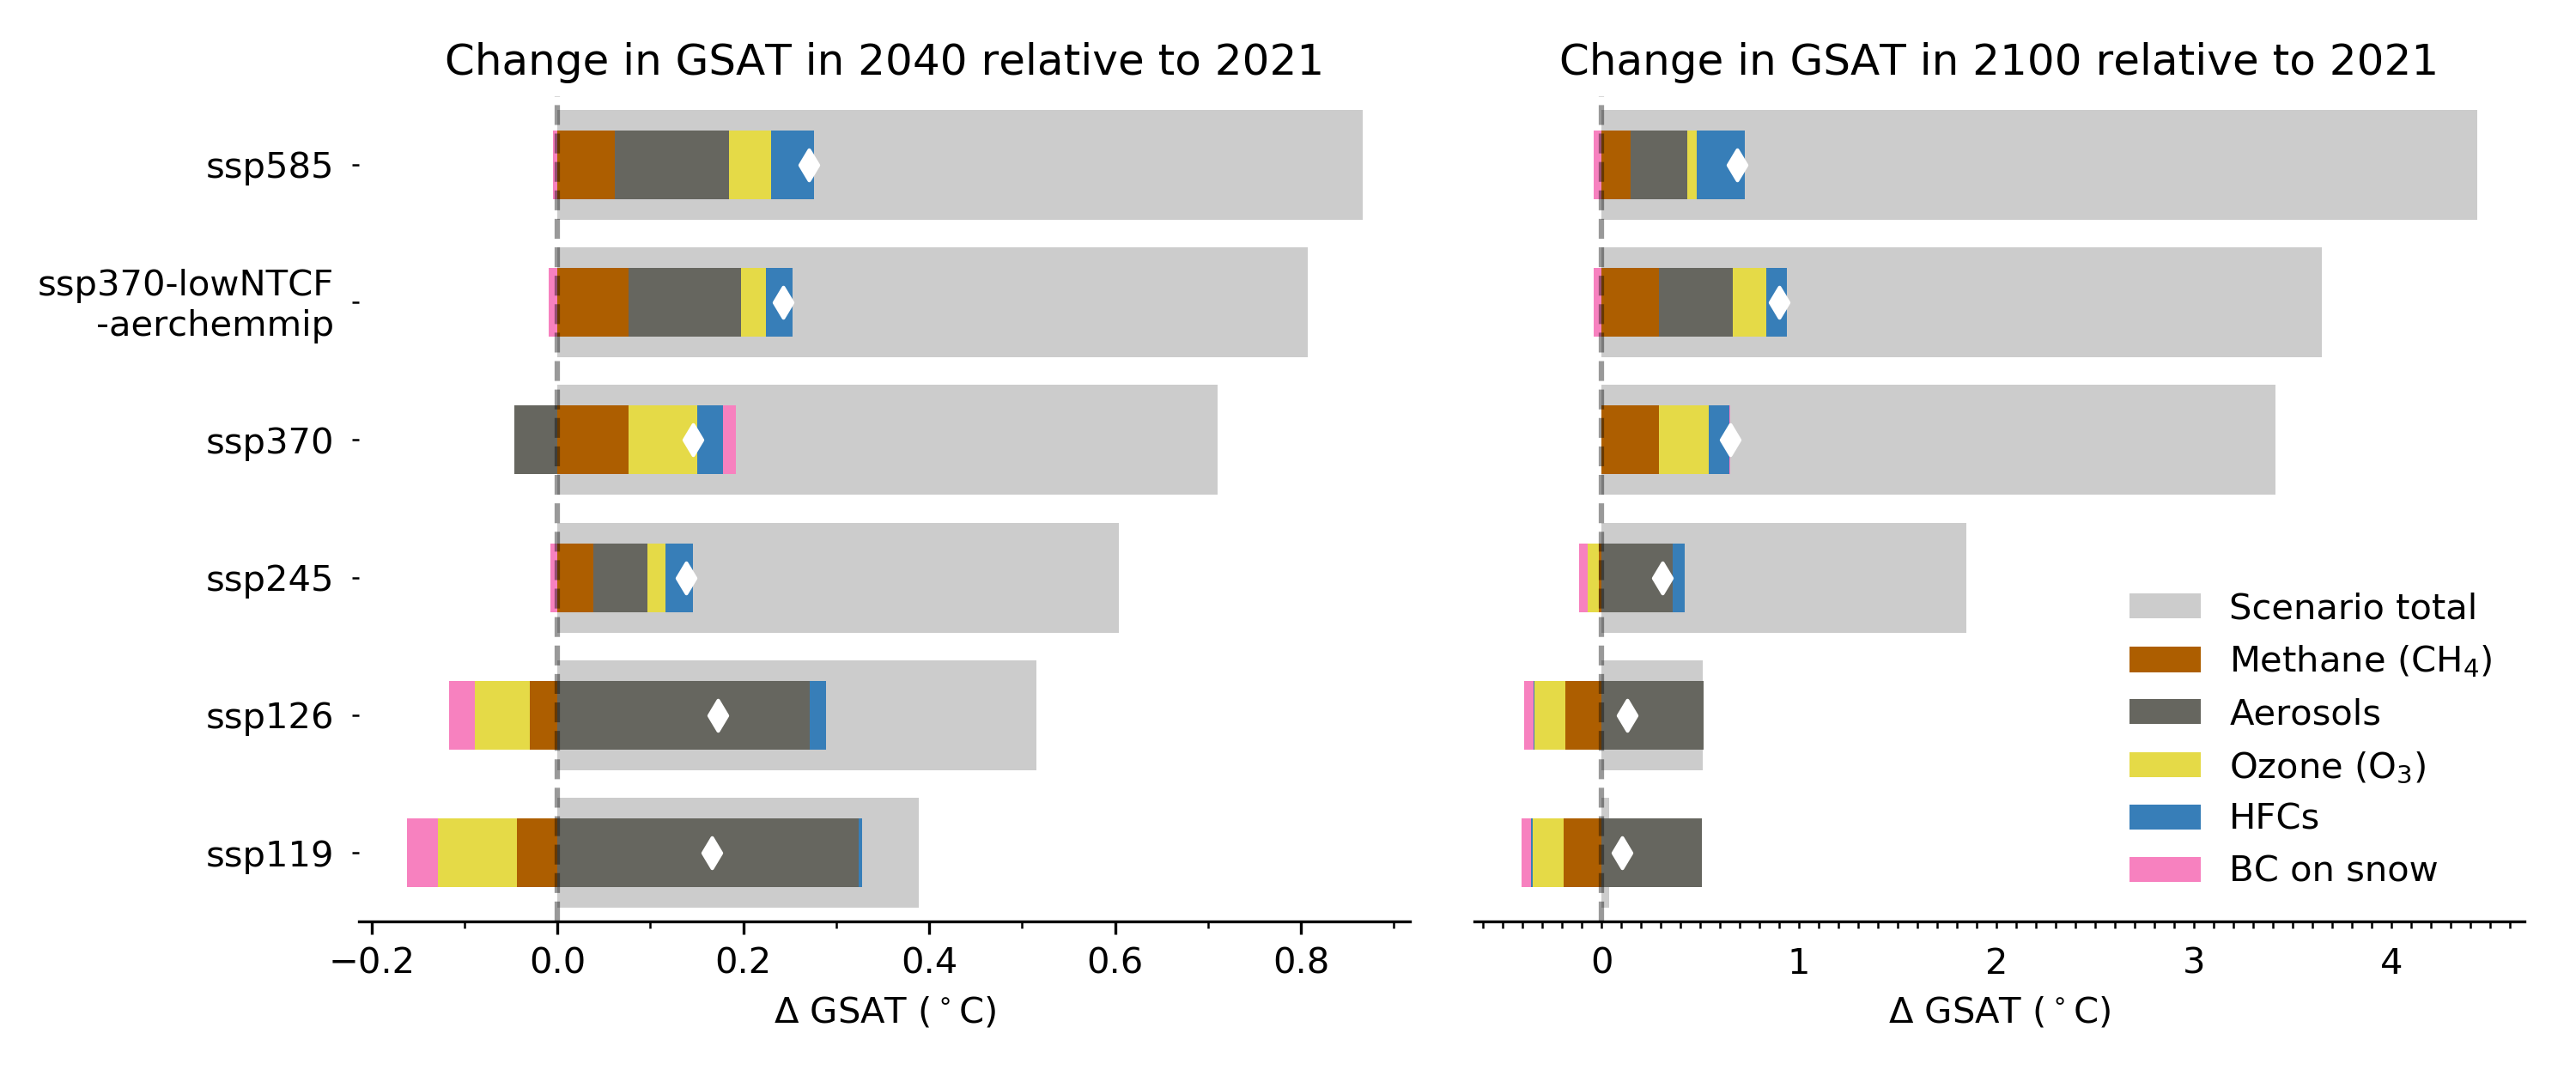 Change in GSAT in 2040 relative to 2021
ssp585
ssp370-lowNTCF
-aerchemmip
ssp370
ssp245
ssp126
ssp119
−0.2 0.0 0.2 0.4 0.6 0.8
Δ GSAT (°C)
Change in GSAT in 2100 relative to 2021
Scenario total
Methane (CH₄)
Aerosols
Ozone (O₃)
HFCs
BC on snow
0 1 2 3 4
Δ GSAT (°C)